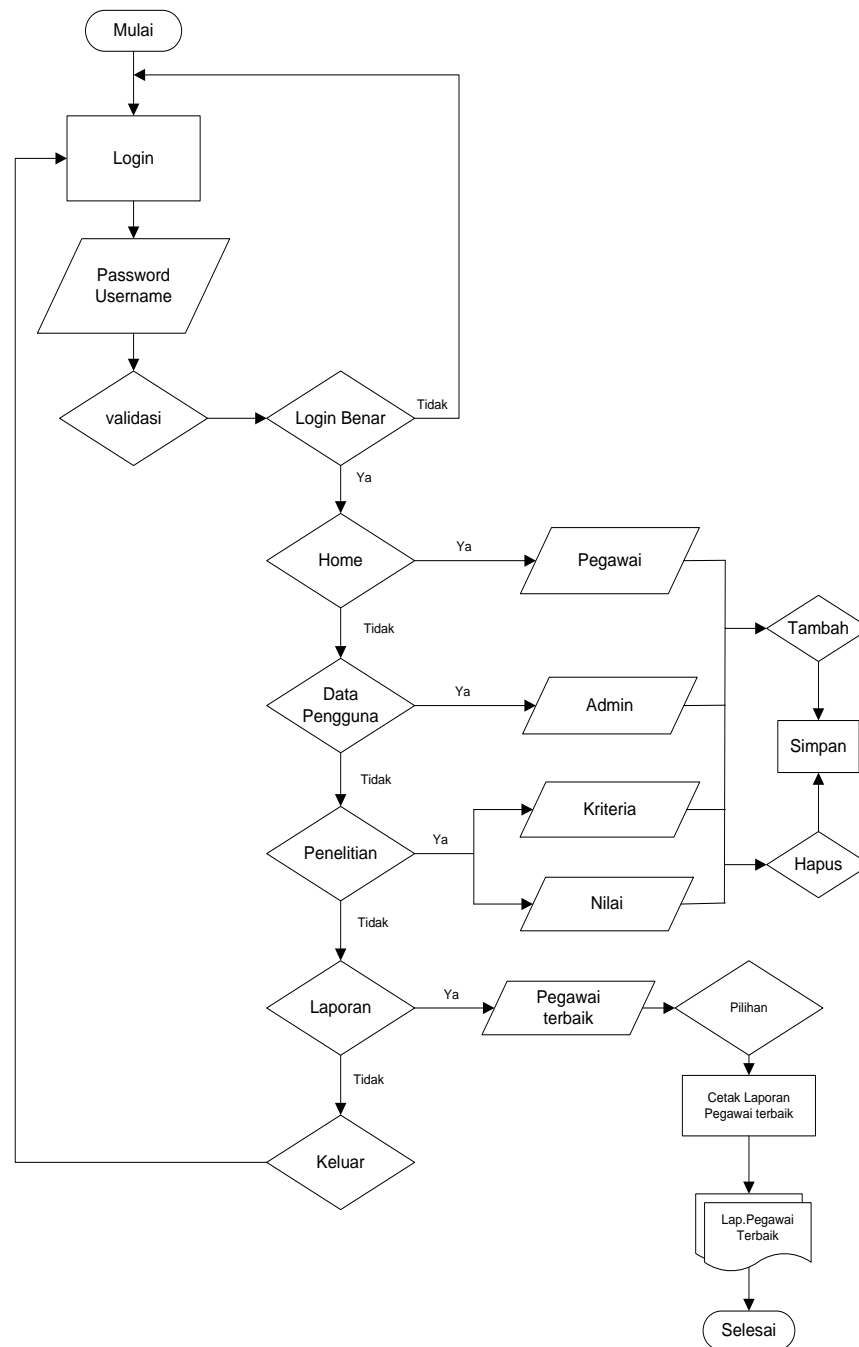 Mulai
Login
Password
Username
validasi
Login Benar
Tidak
Ya
Home
Ya
Pegawai
Tambah
Tidak
Data
Pengguna
Ya
Admin
Simpan
Tidak
Penelitian
Ya
Kriteria
Nilai
Hapus
Tidak
Laporan
Ya
Pegawai
terbaik
Pilihan
Tidak
Cetak Laporan
Pegawai terbaik
Keluar
Lap.Pegawai
Terbaik
Selesai